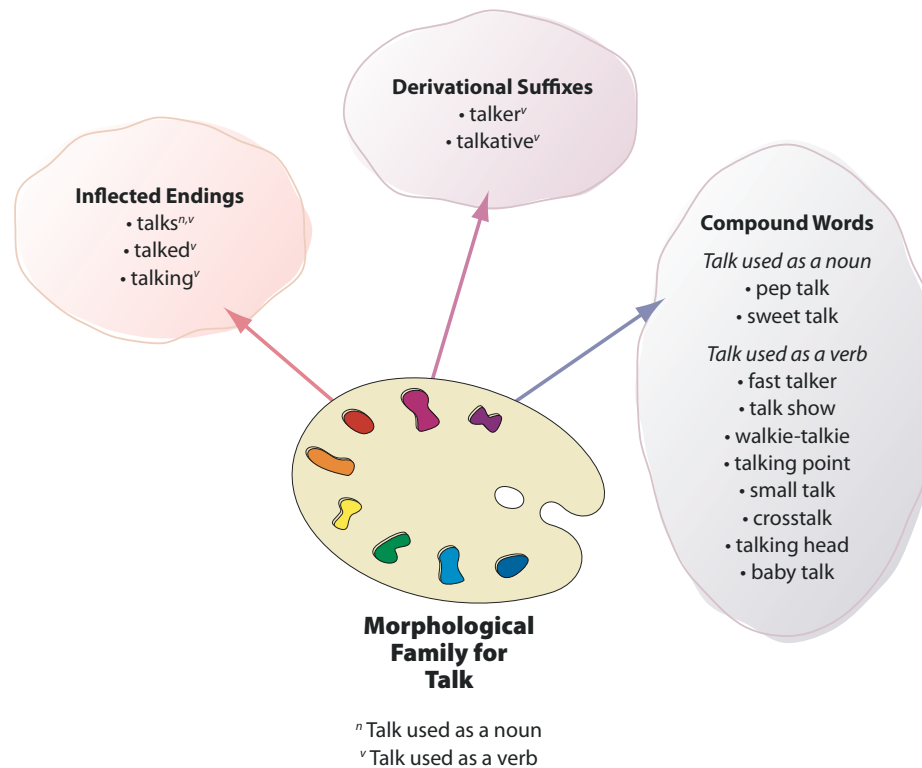 Derivational Suffixes
• talkerᵛ
• talkativeᵛ
Inflected Endings
• talksⁿ,ᵛ
• talkedᵛ
• talkingᵛ
Compound Words
Talk used as a noun
• pep talk
• sweet talk
Talk used as a verb
• fast talker
• talk show
• walkie-talkie
• talking point
• small talk
• crosstalk
• talking head
• baby talk
Morphological
Family for
Talk
ⁿ Talk used as a noun
ᵛ Talk used as a verb